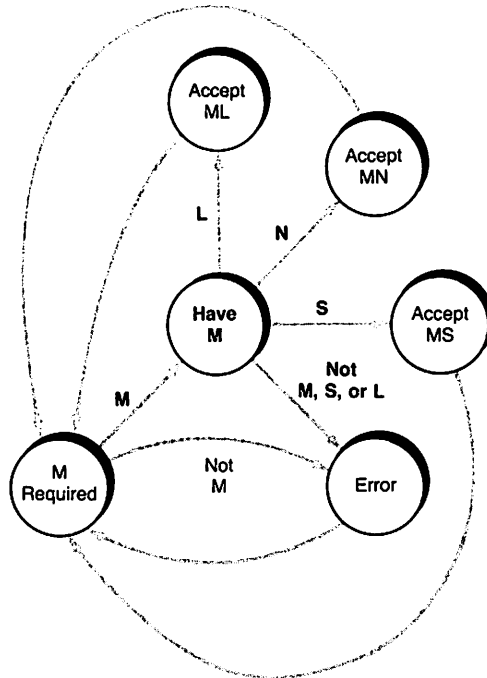 Accept
ML
Accept
MN
L
N
Have
M
S
Accept
MS
Not
M, S, or L
M
M
Required
Not
M
Error